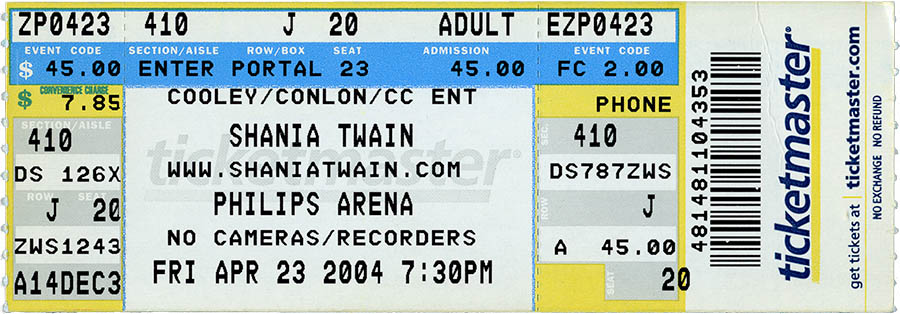 ZP0423 410 J 20 ADULT EZP0423
EVENT CODE SECTION/AISLE ROW/BOX SEAT ADMISSION EVENT CODE
$ 45.00 ENTER PORTAL 23 45.00 FC 2.00
CONVENIENCE CHARGE
$ 7.85
COOLEY/CONLON/CC ENT
PHONE
SECTION/AISLE
410
SHANIA TWAIN
410
DS 126X
WWW.SHANIATWAIN.COM
DS787ZWS
ticketmaster®
ROW SEAT
J 20
PHILIPS ARENA
J
ZWS1243
NO CAMERAS/RECORDERS
A 45.00
A14DEC3
FRI APR 23 2004 7:30PM
SEAT
20
481481104353
ticketmaster®
get tickets at ticketmaster.com
NO EXCHANGE NO REFUND